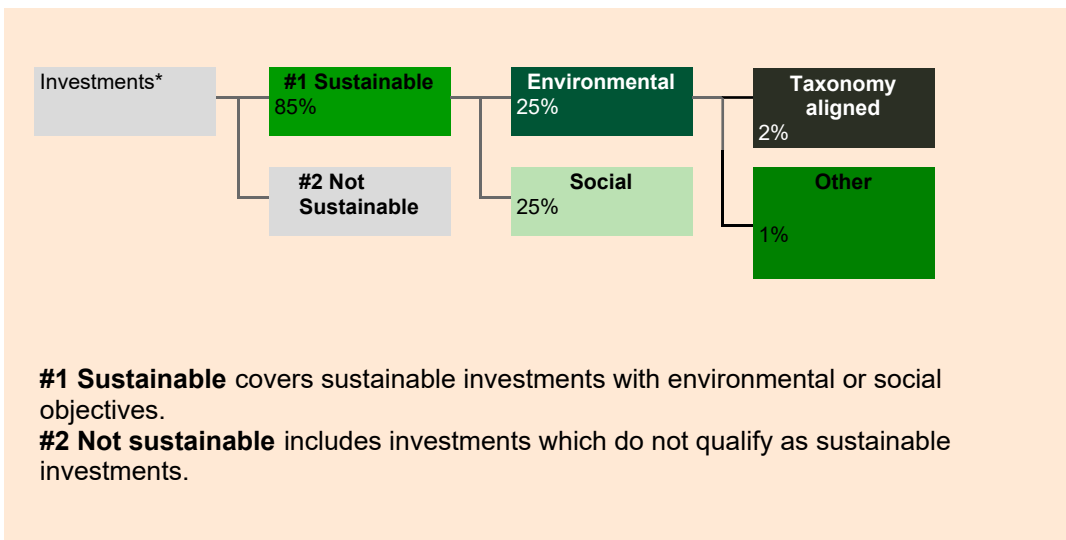 Investments*
#1 Sustainable
85%
Environmental
25%
Taxonomy
aligned
2%
#2 Not
Sustainable
Social
25%
Other
1%
#1 Sustainable covers sustainable investments with environmental or social
objectives.
#2 Not sustainable includes investments which do not qualify as sustainable
investments.